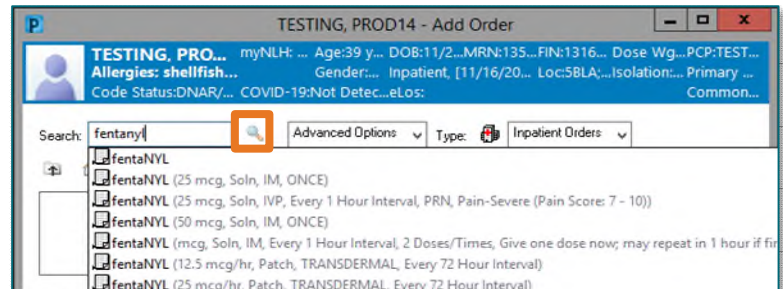 P TESTING, PROD14 - Add Order
TESTING, PRO... myNLH: ... Age:39 y... DOB:11/2...MRN:135...FIN:1316... Dose Wg...PCP:TEST...
Allergies: shellfish... Gender:... Inpatient, [11/16/20... Loc:5BLA;...Isolation:... Primary ...
Code Status:DNAR/... COVID-19:Not Detec...eLos: Common...
Search: fentanyl Advanced Options Type: Inpatient Orders
fentaNYL
fentaNYL (25 mcg, Soln, IM, ONCE)
fentaNYL (25 mcg, Soln, IVP, Every 1 Hour Interval, PRN, Pain-Severe (Pain Score: 7 - 10))
fentaNYL (50 mcg, Soln, IM, ONCE)
fentaNYL (mcg, Soln, IM, Every 1 Hour Interval, 2 Doses/Times, Give one dose now; may repeat in 1 hour if fir
fentaNYL (12.5 mcg/hr, Patch, TRANSDERMAL, Every 72 Hour Interval)
fentaNYL (25 mcg/hr, Patch, TRANSDERMAL, Every 72 Hour Interval)